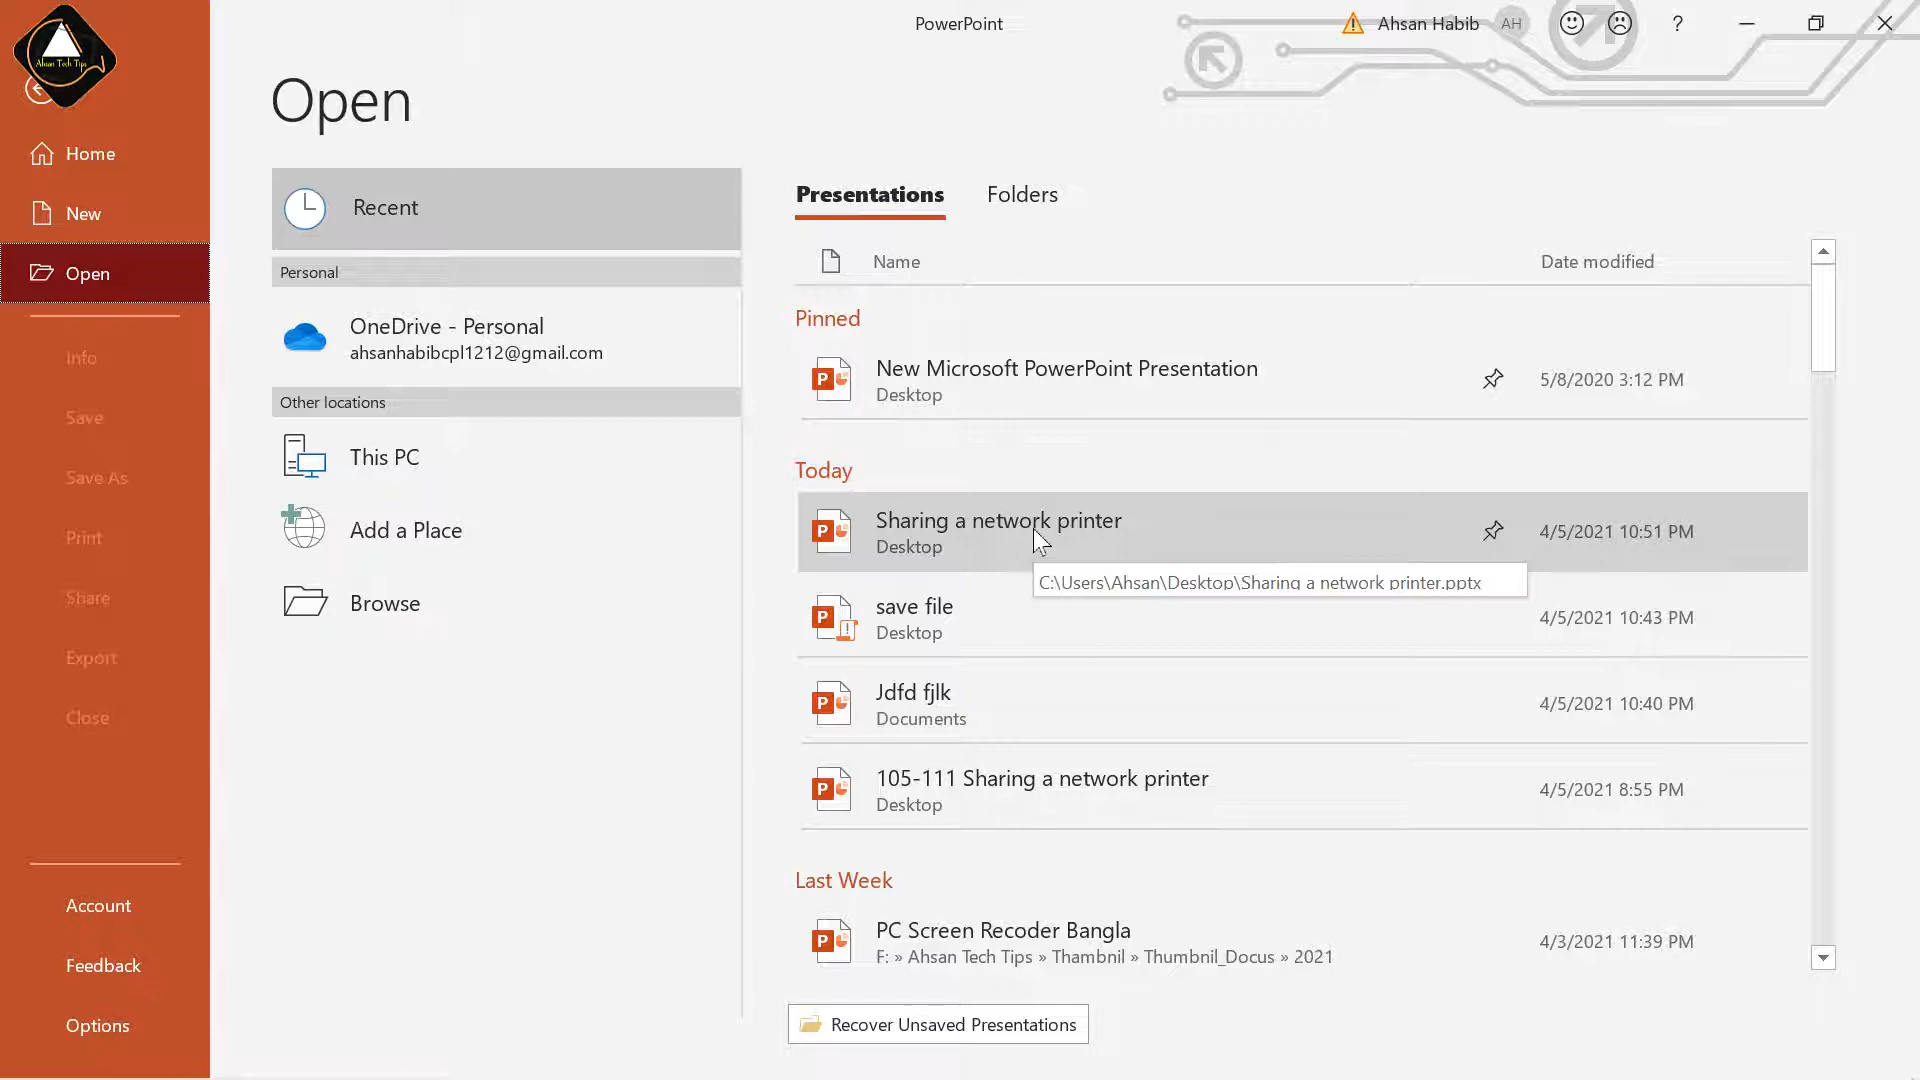 PowerPoint
Ahsan Habib AH ?
Ahsan Tech Tips
Open
Home
New
Open
Info
Save
Save As
Print
Share
Export
Close
Account
Feedback
Options
Recent
Personal
OneDrive - Personal
ahsanhabibcpl1212@gmail.com
Other locations
This PC
Add a Place
Browse
Presentations Folders
Name Date modified
Pinned
New Microsoft PowerPoint Presentation 5/8/2020 3:12 PM
Desktop
Today
Sharing a network printer 4/5/2021 10:51 PM
Desktop
C:\Users\Ahsan\Desktop\Sharing a network printer.pptx
save file 4/5/2021 10:43 PM
Desktop
Jdfd fjlk 4/5/2021 10:40 PM
Documents
105-111 Sharing a network printer 4/5/2021 8:55 PM
Desktop
Last Week
PC Screen Recoder Bangla 4/3/2021 11:39 PM
F: » Ahsan Tech Tips » Thambnil » Thumbnil_Docus » 2021
Recover Unsaved Presentations